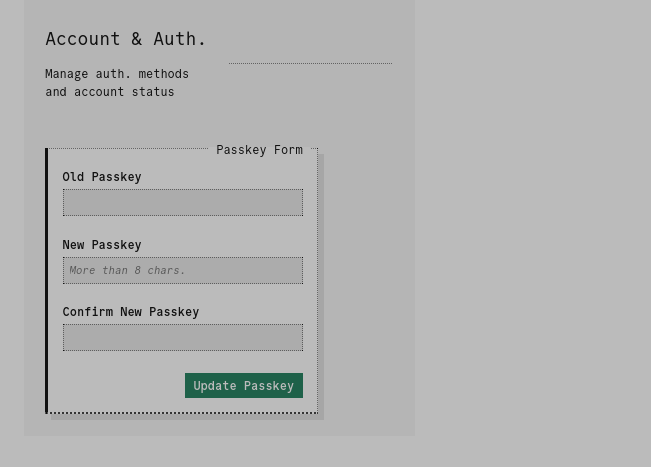 Account & Auth.
Manage auth. methods
and account status
Passkey Form
Old Passkey
New Passkey
More than 8 chars.
Confirm New Passkey
Update Passkey